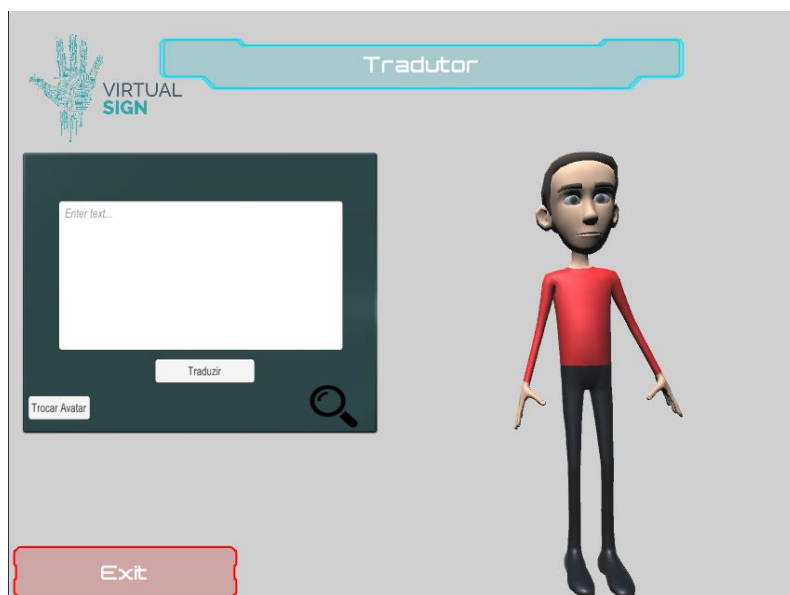 Tradutor
VIRTUAL
SIGN
Enter text...
Traduzir
Trocar Avatar
Exit